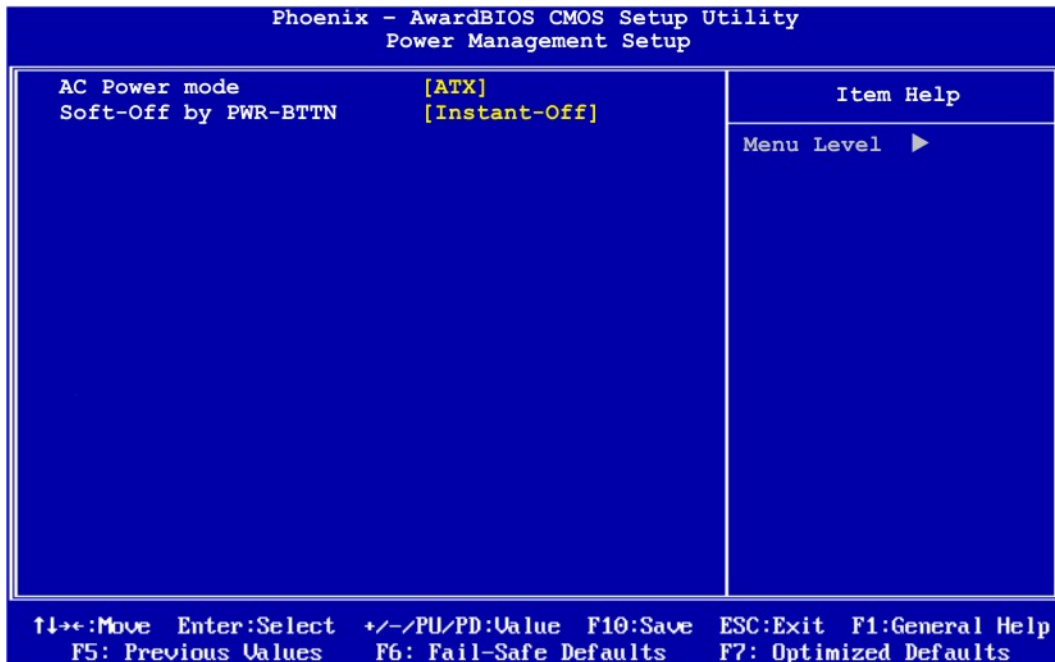 Phoenix - AwardBIOS CMOS Setup Utility
Power Management Setup
AC Power mode [ATX]
Soft-Off by PWR-BTTN [Instant-Off]
Item Help
Menu Level ▶
↑↓→←:Move Enter:Select +/-/PU/PD:Value F10:Save ESC:Exit F1:General Help
F5: Previous Values F6: Fail-Safe Defaults F7: Optimized Defaults